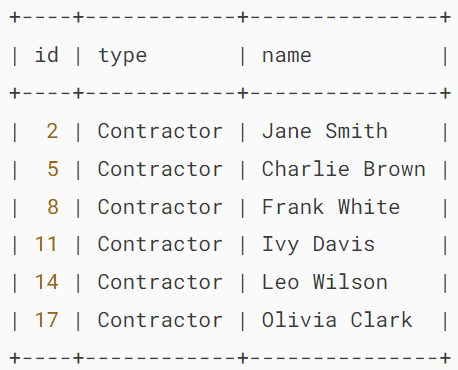 +----+------------+---------------+
| id | type       | name          |
+----+------------+---------------+
|  2 | Contractor | Jane Smith    |
|  5 | Contractor | Charlie Brown |
|  8 | Contractor | Frank White   |
| 11 | Contractor | Ivy Davis     |
| 14 | Contractor | Leo Wilson    |
| 17 | Contractor | Olivia Clark  |
+----+------------+---------------+